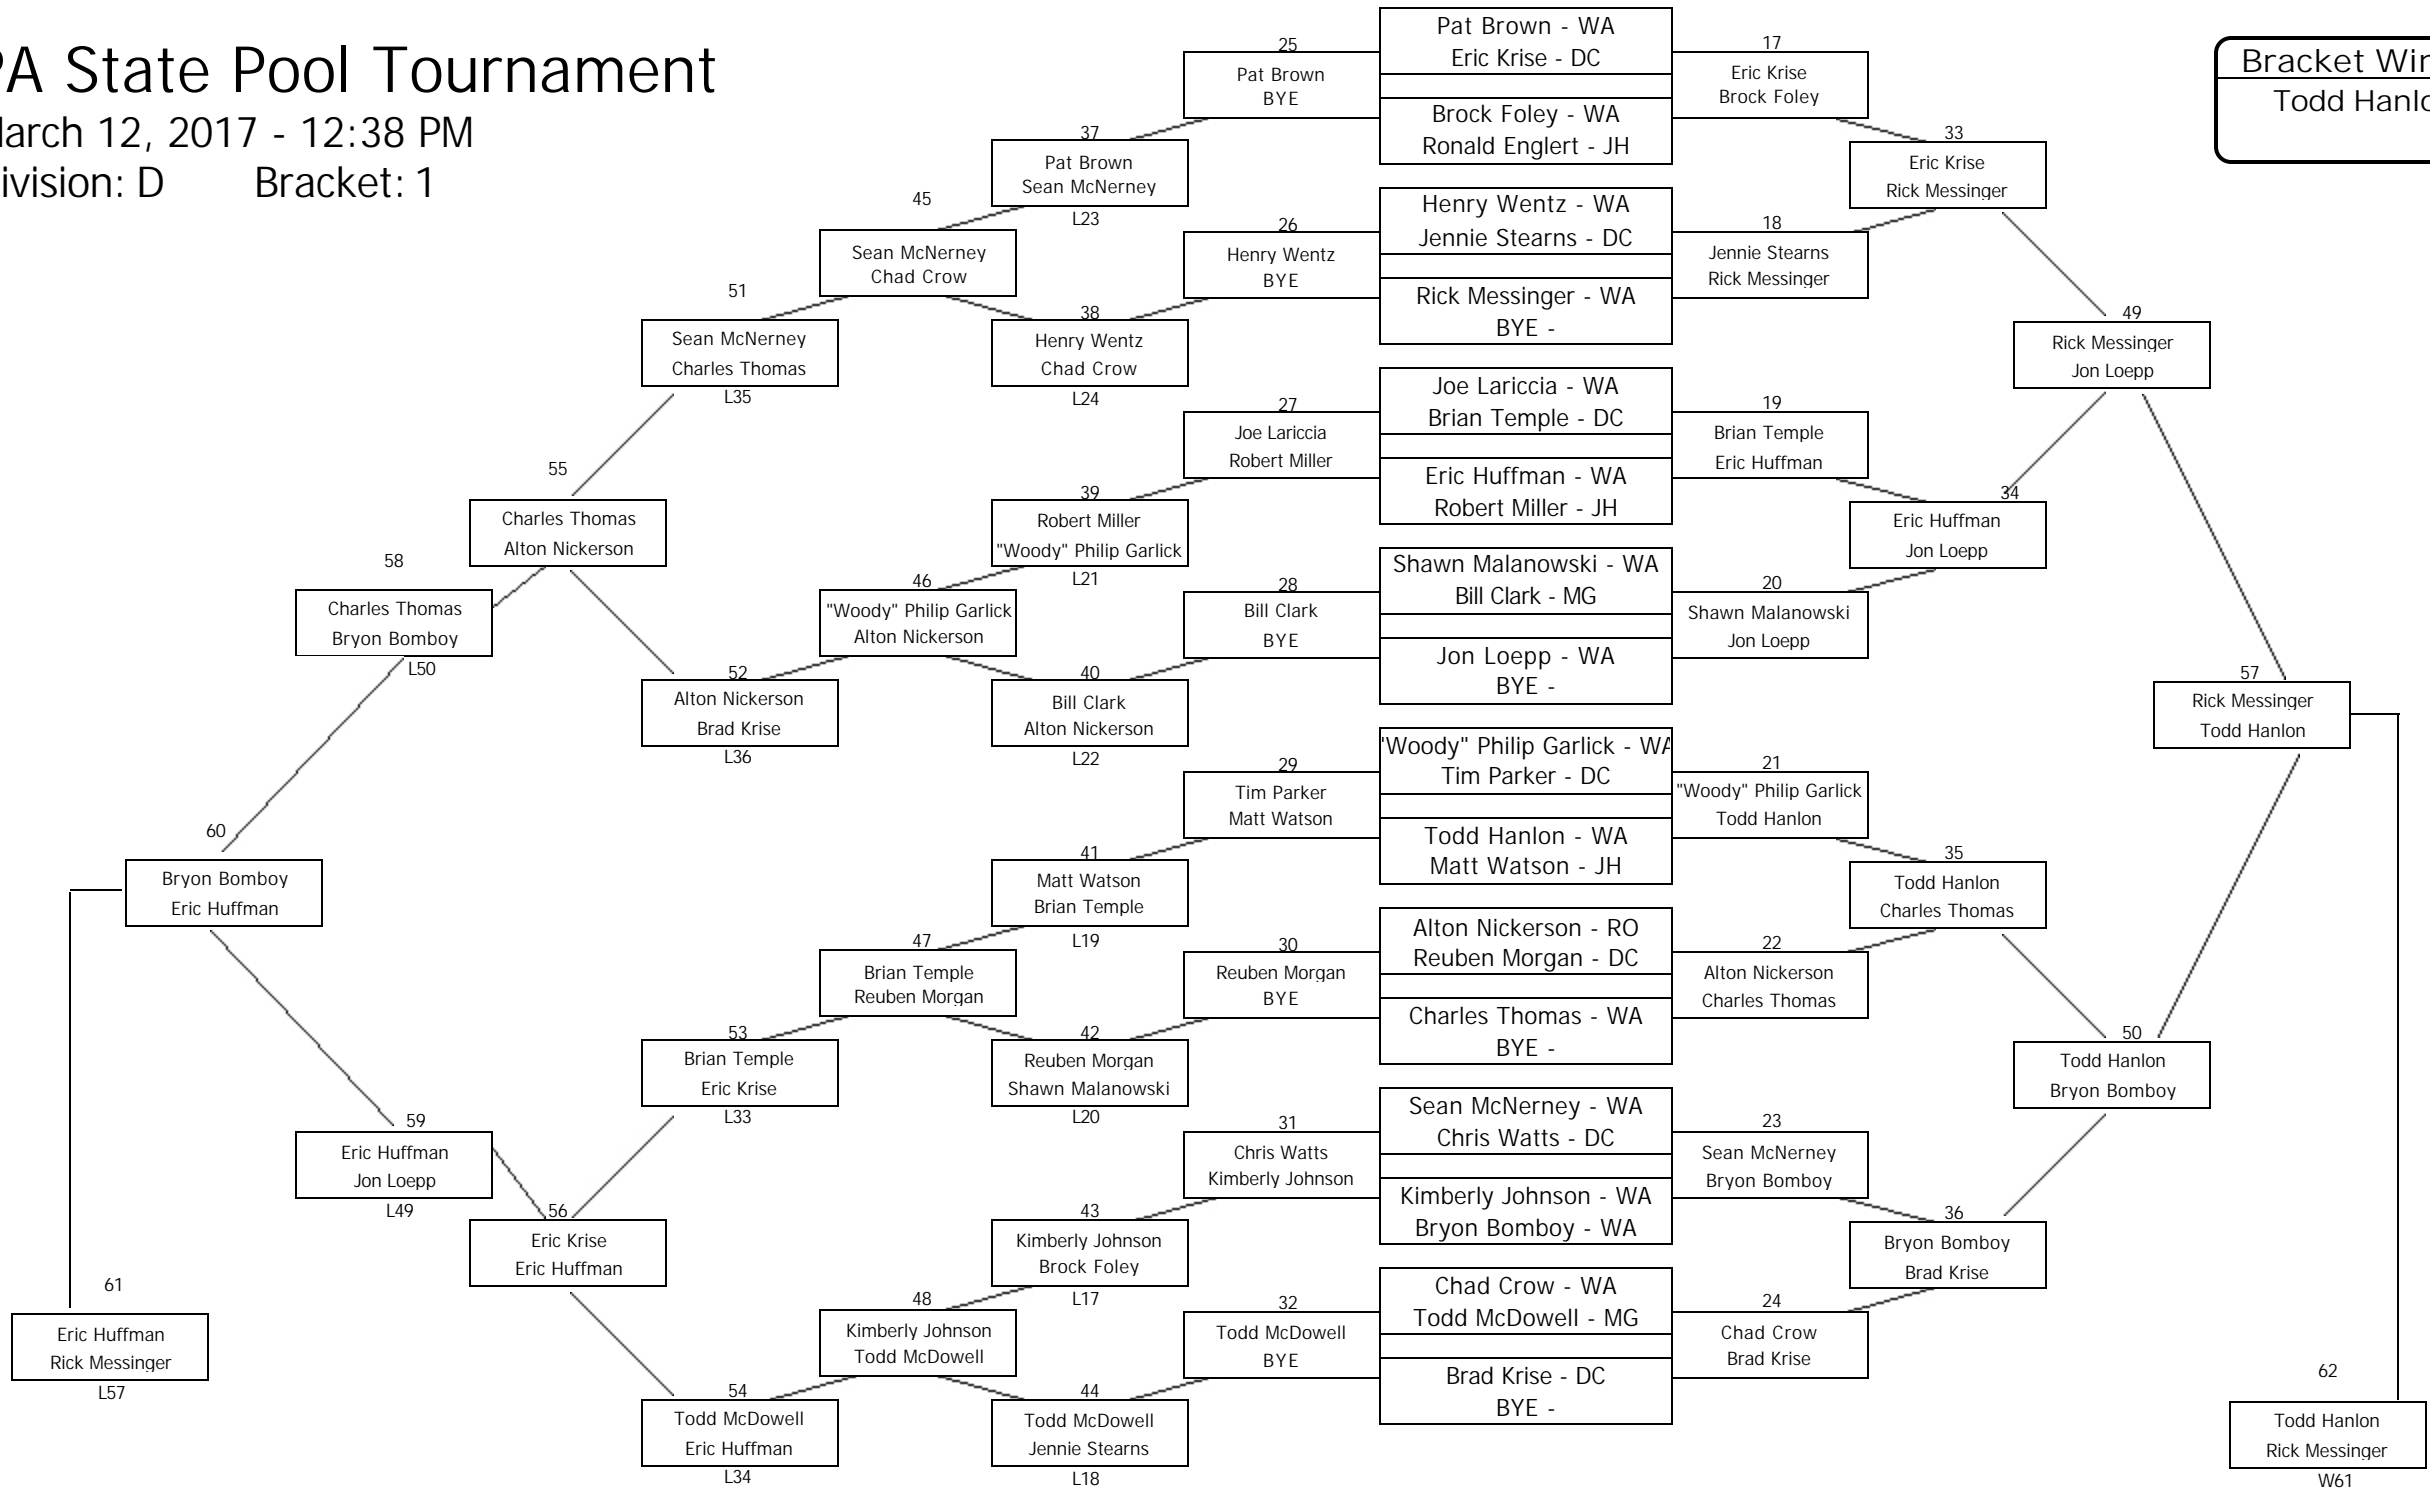 PA State Pool Tournament
March 12, 2017 - 12:38 PM
Division: D Bracket: 1
Bracket Win
Todd Hanlo
60
Bryon Bomboy
Eric Huffman
61
Eric Huffman
Rick Messinger
L57
58
Charles Thomas
Bryon Bomboy
L50
59
Eric Huffman
Jon Loepp
L49
55
Charles Thomas
Alton Nickerson
56
Eric Krise
Eric Huffman
51
Sean McNerney
Charles Thomas
L35
52
Alton Nickerson
Brad Krise
L36
53
Brian Temple
Eric Krise
L33
54
Todd McDowell
Eric Huffman
L34
45
Sean McNerney
Chad Crow
46
"Woody" Philip Garlick
Alton Nickerson
47
Brian Temple
Reuben Morgan
48
Kimberly Johnson
Todd McDowell
37
Pat Brown
Sean McNerney
L23
38
Henry Wentz
Chad Crow
L24
39
Robert Miller
"Woody" Philip Garlick
L21
40
Bill Clark
Alton Nickerson
L22
41
Matt Watson
Brian Temple
L19
42
Reuben Morgan
Shawn Malanowski
L20
43
Kimberly Johnson
Brock Foley
L17
44
Todd McDowell
Jennie Stearns
L18
25
Pat Brown
BYE
26
Henry Wentz
BYE
27
Joe Lariccia
Robert Miller
28
Bill Clark
BYE
29
Tim Parker
Matt Watson
30
Reuben Morgan
BYE
31
Chris Watts
Kimberly Johnson
32
Todd McDowell
BYE
Pat Brown - WA
Eric Krise - DC
Brock Foley - WA
Ronald Englert - JH
Henry Wentz - WA
Jennie Stearns - DC
Rick Messinger - WA
BYE -
Joe Lariccia - WA
Brian Temple - DC
Eric Huffman - WA
Robert Miller - JH
Shawn Malanowski - WA
Bill Clark - MG
Jon Loepp - WA
BYE -
"Woody" Philip Garlick - WA
Tim Parker - DC
Todd Hanlon - WA
Matt Watson - JH
Alton Nickerson - RO
Reuben Morgan - DC
Charles Thomas - WA
BYE -
Sean McNerney - WA
Chris Watts - DC
Kimberly Johnson - WA
Bryon Bomboy - WA
Chad Crow - WA
Todd McDowell - MG
Brad Krise - DC
BYE -
17
Eric Krise
Brock Foley
18
Jennie Stearns
Rick Messinger
19
Brian Temple
Eric Huffman
20
Shawn Malanowski
Jon Loepp
21
"Woody" Philip Garlick
Todd Hanlon
22
Alton Nickerson
Charles Thomas
23
Sean McNerney
Bryon Bomboy
24
Chad Crow
Brad Krise
33
Eric Krise
Rick Messinger
34
Eric Huffman
Jon Loepp
35
Todd Hanlon
Charles Thomas
36
Bryon Bomboy
Brad Krise
49
Rick Messinger
Jon Loepp
50
Todd Hanlon
Bryon Bomboy
57
Rick Messinger
Todd Hanlon
62
Todd Hanlon
Rick Messinger
W61